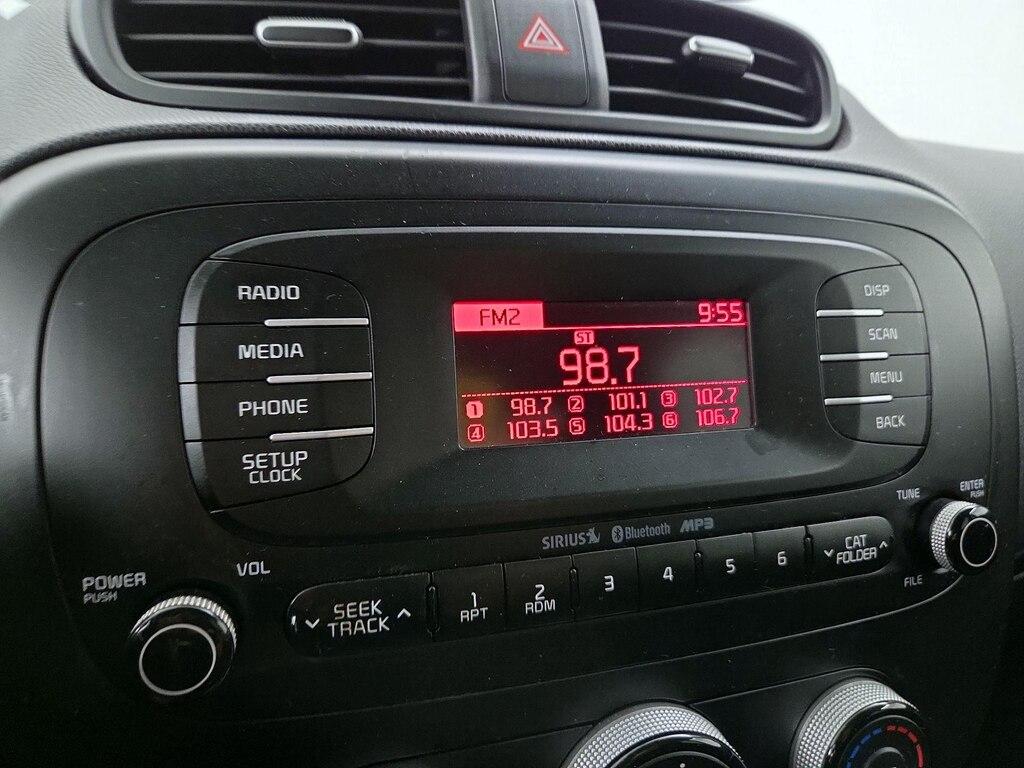 RADIO
MEDIA
PHONE
SETUP
CLOCK
FM2 9:55
ST
98.7
1 98.7 2 101.1 3 102.7
4 103.5 5 104.3 6 106.7
DISP
SCAN
MENU
BACK
SIRIUS Bluetooth MP3
TUNE
ENTER
PUSH
POWER
PUSH
VOL
SEEK
TRACK
1
RPT
2
RDM
3
4
5
6
CAT
FOLDER
FILE